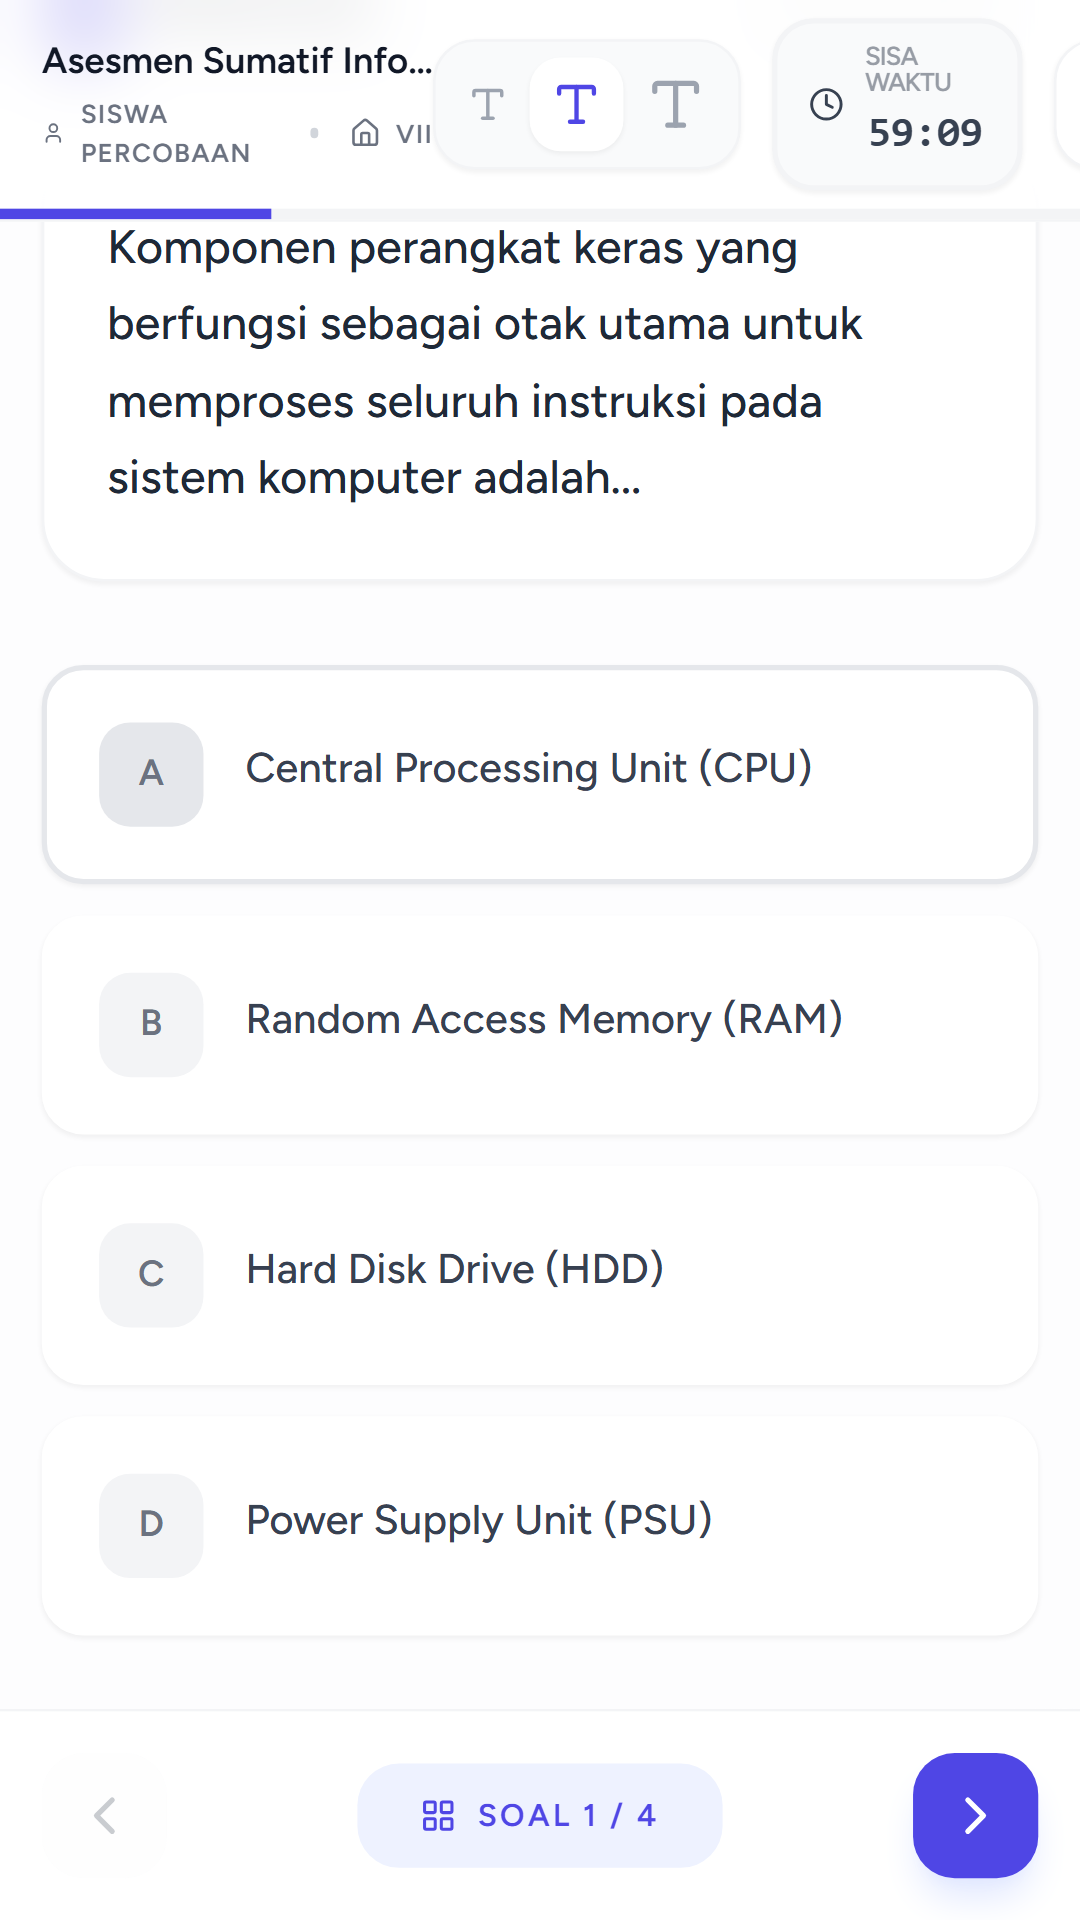 Asesmen Sumatif Info...
SISWA
PERCOBAAN
VII
T T T
SISA
WAKTU
59:09
Komponen perangkat keras yang
berfungsi sebagai otak utama untuk
memproses seluruh instruksi pada
sistem komputer adalah...
A Central Processing Unit (CPU)
B Random Access Memory (RAM)
C Hard Disk Drive (HDD)
D Power Supply Unit (PSU)
SOAL 1 / 4